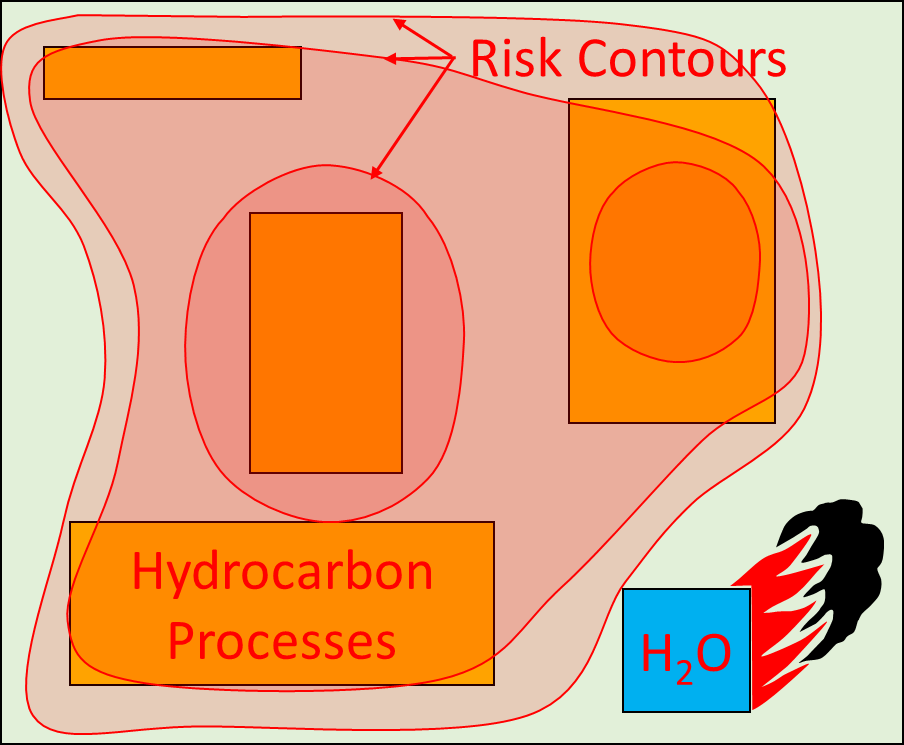 Risk Contours
Hydrocarbon
Processes
H₂O